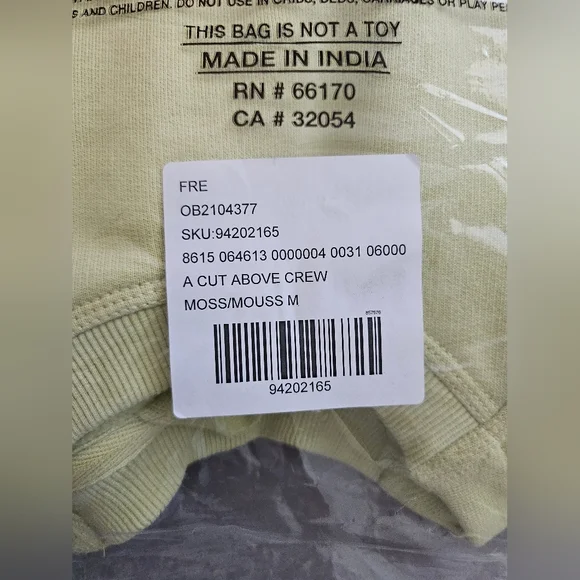 S AND CHILDREN. DO NOT USE IN CRIBS, BEDS, CARRIAGES OR PLAY PE
THIS BAG IS NOT A TOY
MADE IN INDIA
RN # 66170
CA # 32054
FRE
OB2104377
SKU:94202165
8615 064613 0000004 0031 06000
A CUT ABOVE CREW
MOSS/MOUSS M
94202165